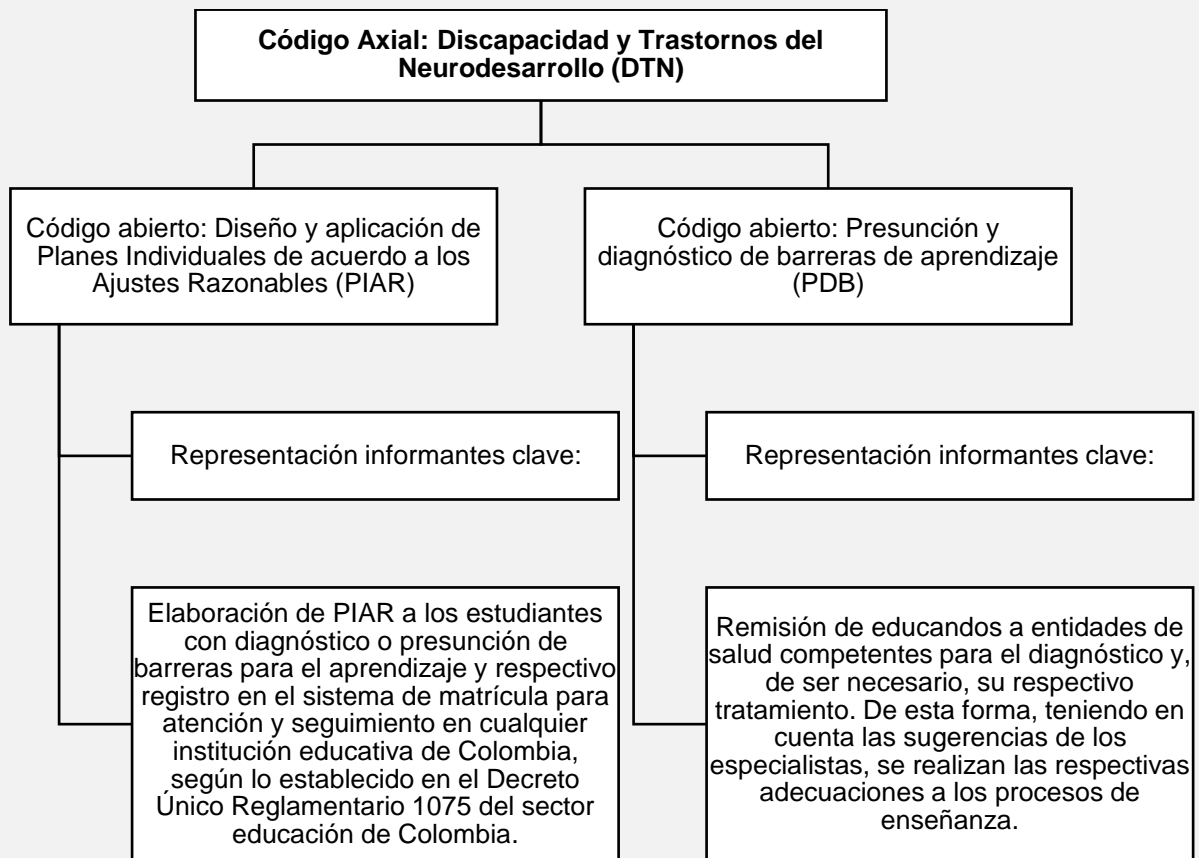 Código Axial: Discapacidad y Trastornos del
Neurodesarrollo (DTN)
Código abierto: Diseño y aplicación de
Planes Individuales de acuerdo a los
Ajustes Razonables (PIAR)
Representación informantes clave:
Elaboración de PIAR a los estudiantes
con diagnóstico o presunción de
barreras para el aprendizaje y respectivo
registro en el sistema de matrícula para
atención y seguimiento en cualquier
institución educativa de Colombia,
según lo establecido en el Decreto
Único Reglamentario 1075 del sector
educación de Colombia.
Código abierto: Presunción y
diagnóstico de barreras de aprendizaje
(PDB)
Representación informantes clave:
Remisión de educandos a entidades de
salud competentes para el diagnóstico y,
de ser necesario, su respectivo
tratamiento. De esta forma, teniendo en
cuenta las sugerencias de los
especialistas, se realizan las respectivas
adecuaciones a los procesos de
enseñanza.